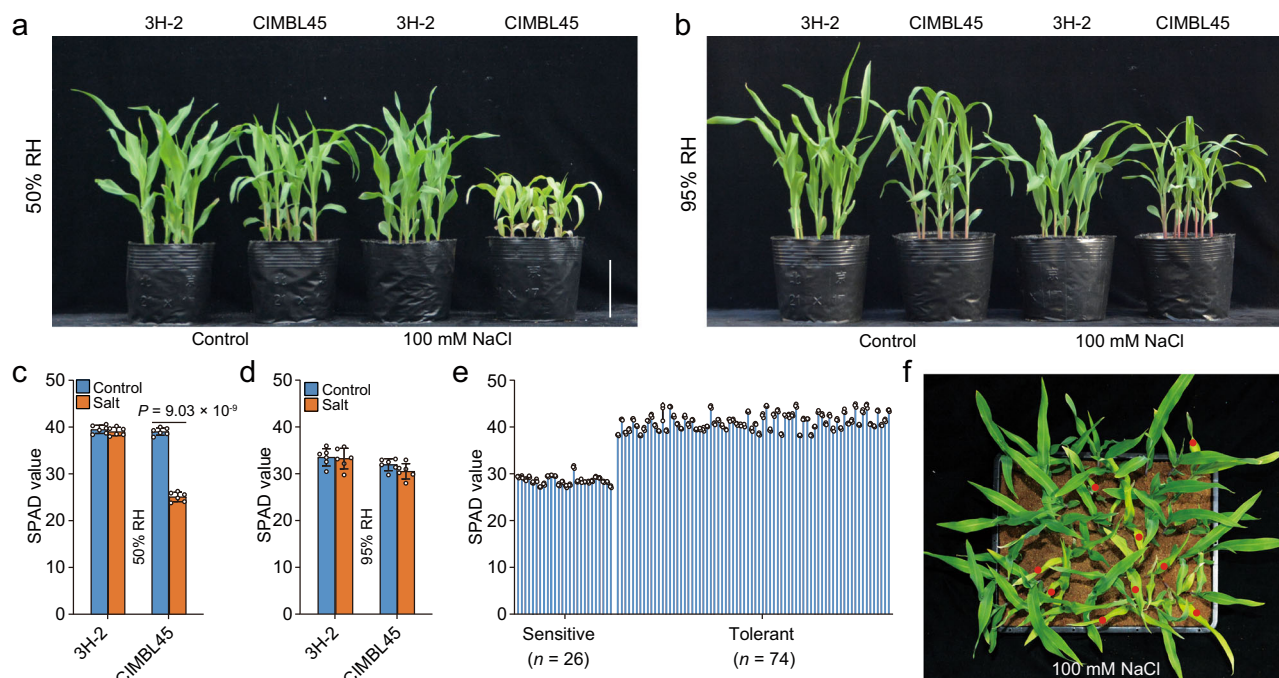 a
3H-2 CIMBL45 3H-2 CIMBL45
50% RH
Control 100 mM NaCl
b
3H-2 CIMBL45 3H-2 CIMBL45
95% RH
Control 100 mM NaCl
c
50
40
30
20
10
0
SPAD value
Control
Salt
P = 9.03 × 10⁻⁹
50% RH
3H-2 CIMBL45
d
50
40
30
20
10
0
SPAD value
Control
Salt
95% RH
3H-2 CIMBL45
e
50
40
30
20
10
0
SPAD value
Sensitive Tolerant
(n = 26) (n = 74)
f
100 mM NaCl